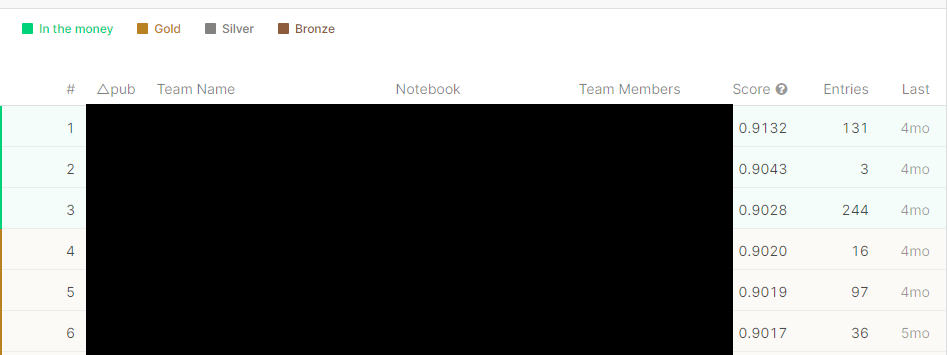 In the money Gold Silver Bronze
# △pub Team Name Notebook Team Members Score ? Entries Last
1 0.9132 131 4mo
2 0.9043 3 4mo
3 0.9028 244 4mo
4 0.9020 16 4mo
5 0.9019 97 4mo
6 0.9017 36 5mo